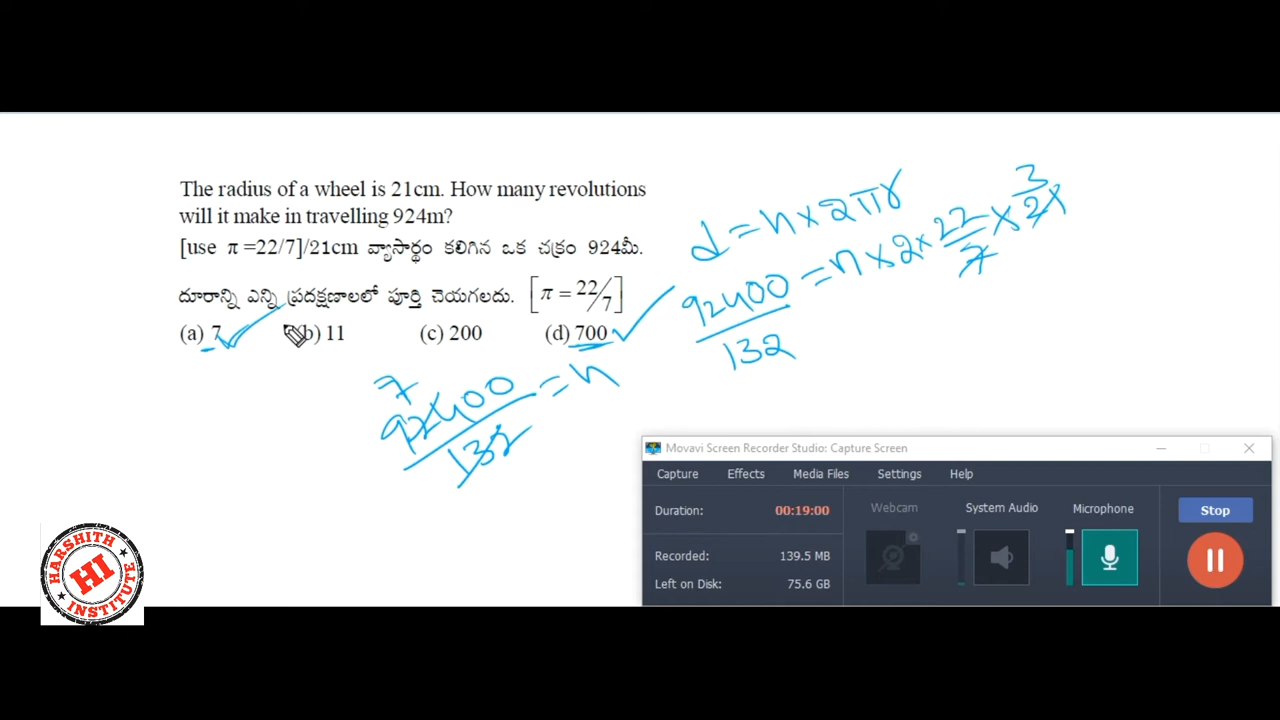 The radius of a wheel is 21cm. How many revolutions
will it make in travelling 924m?
[use π =22/7]/21cm వ్యాసార్థం కలిగిన ఒక చక్రం 924మీ.
దూరాన్ని ఎన్ని ప్రదక్షణాలలో పూర్తి చెయగలదు. [π = 22/7]
(a) 7 b) 11 (c) 200 (d) 700
d = n × 2πr
92400 = n × 2 × 22/7 × 21
3
132
7
92400/132 = n
Movavi Screen Recorder Studio: Capture Screen
Capture Effects Media Files Settings Help
Duration: 00:19:00
Recorded: 139.5 MB
Left on Disk: 75.6 GB
Webcam System Audio Microphone
Stop
HARSHITH
HI
INSTITUTE